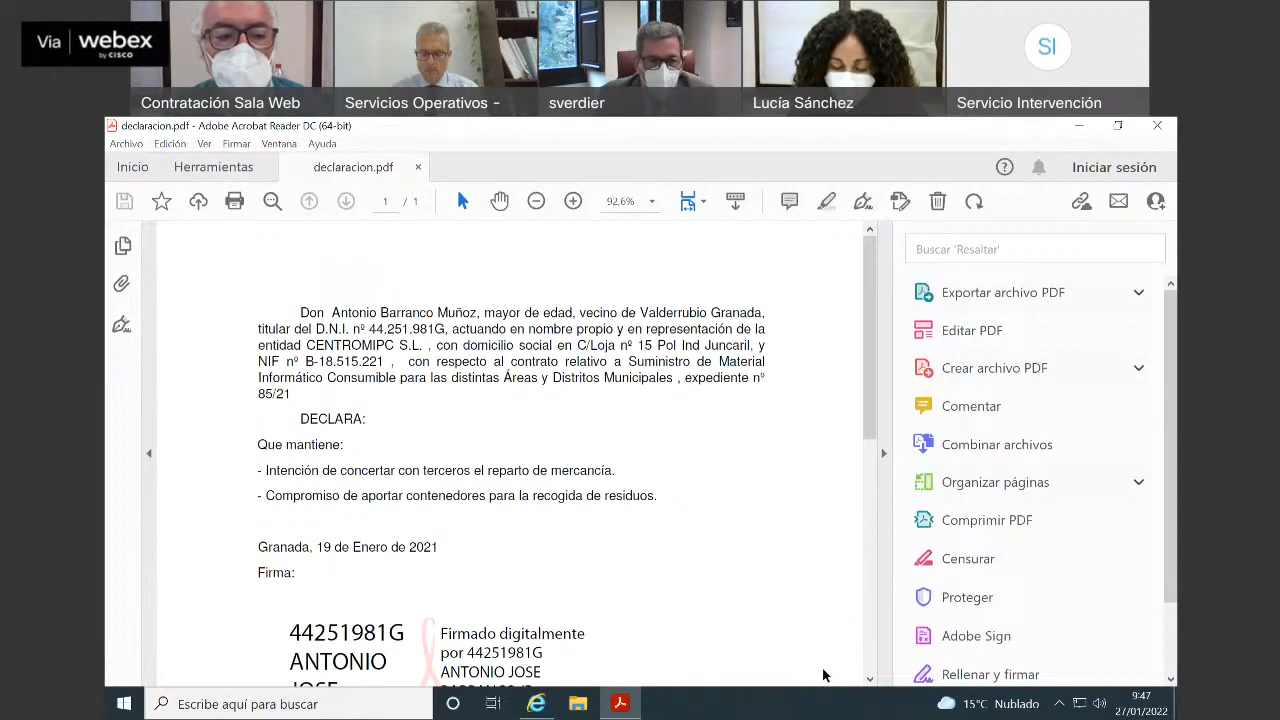 Via webex
by CISCO
Contratación Sala Web
Servicios Operativos -
sverdier
Lucía Sánchez
SI
Servicio Intervención
declaracion.pdf - Adobe Acrobat Reader DC (64-bit)
Archivo Edición Ver Firmar Ventana Ayuda
Inicio Herramientas declaracion.pdf × Iniciar sesión
1 / 1 92,6%
Buscar 'Resaltar'
Exportar archivo PDF
Editar PDF
Crear archivo PDF
Comentar
Combinar archivos
Organizar páginas
Comprimir PDF
Censurar
Proteger
Adobe Sign
Rellenar y firmar
Don Antonio Barranco Muñoz, mayor de edad, vecino de Valderrubio Granada,
titular del D.N.I. nº 44,251.981G, actuando en nombre propio y en representación de la
entidad CENTROMIPC S.L. , con domicilio social en C/Loja nº 15 Pol Ind Juncaril, y
NIF nº B-18.515.221 , con respecto al contrato relativo a Suministro de Material
Informático Consumible para las distintas Áreas y Distritos Municipales , expediente nº
85/21
DECLARA:
Que mantiene:
- Intención de concertar con terceros el reparto de mercancía.
- Compromiso de aportar contenedores para la recogida de residuos.
Granada, 19 de Enero de 2021
Firma:
44251981G
ANTONIO
JOSE
Firmado digitalmente
por 44251981G
ANTONIO JOSE
Escribe aquí para buscar
15°C Nublado
9:47
27/01/2022